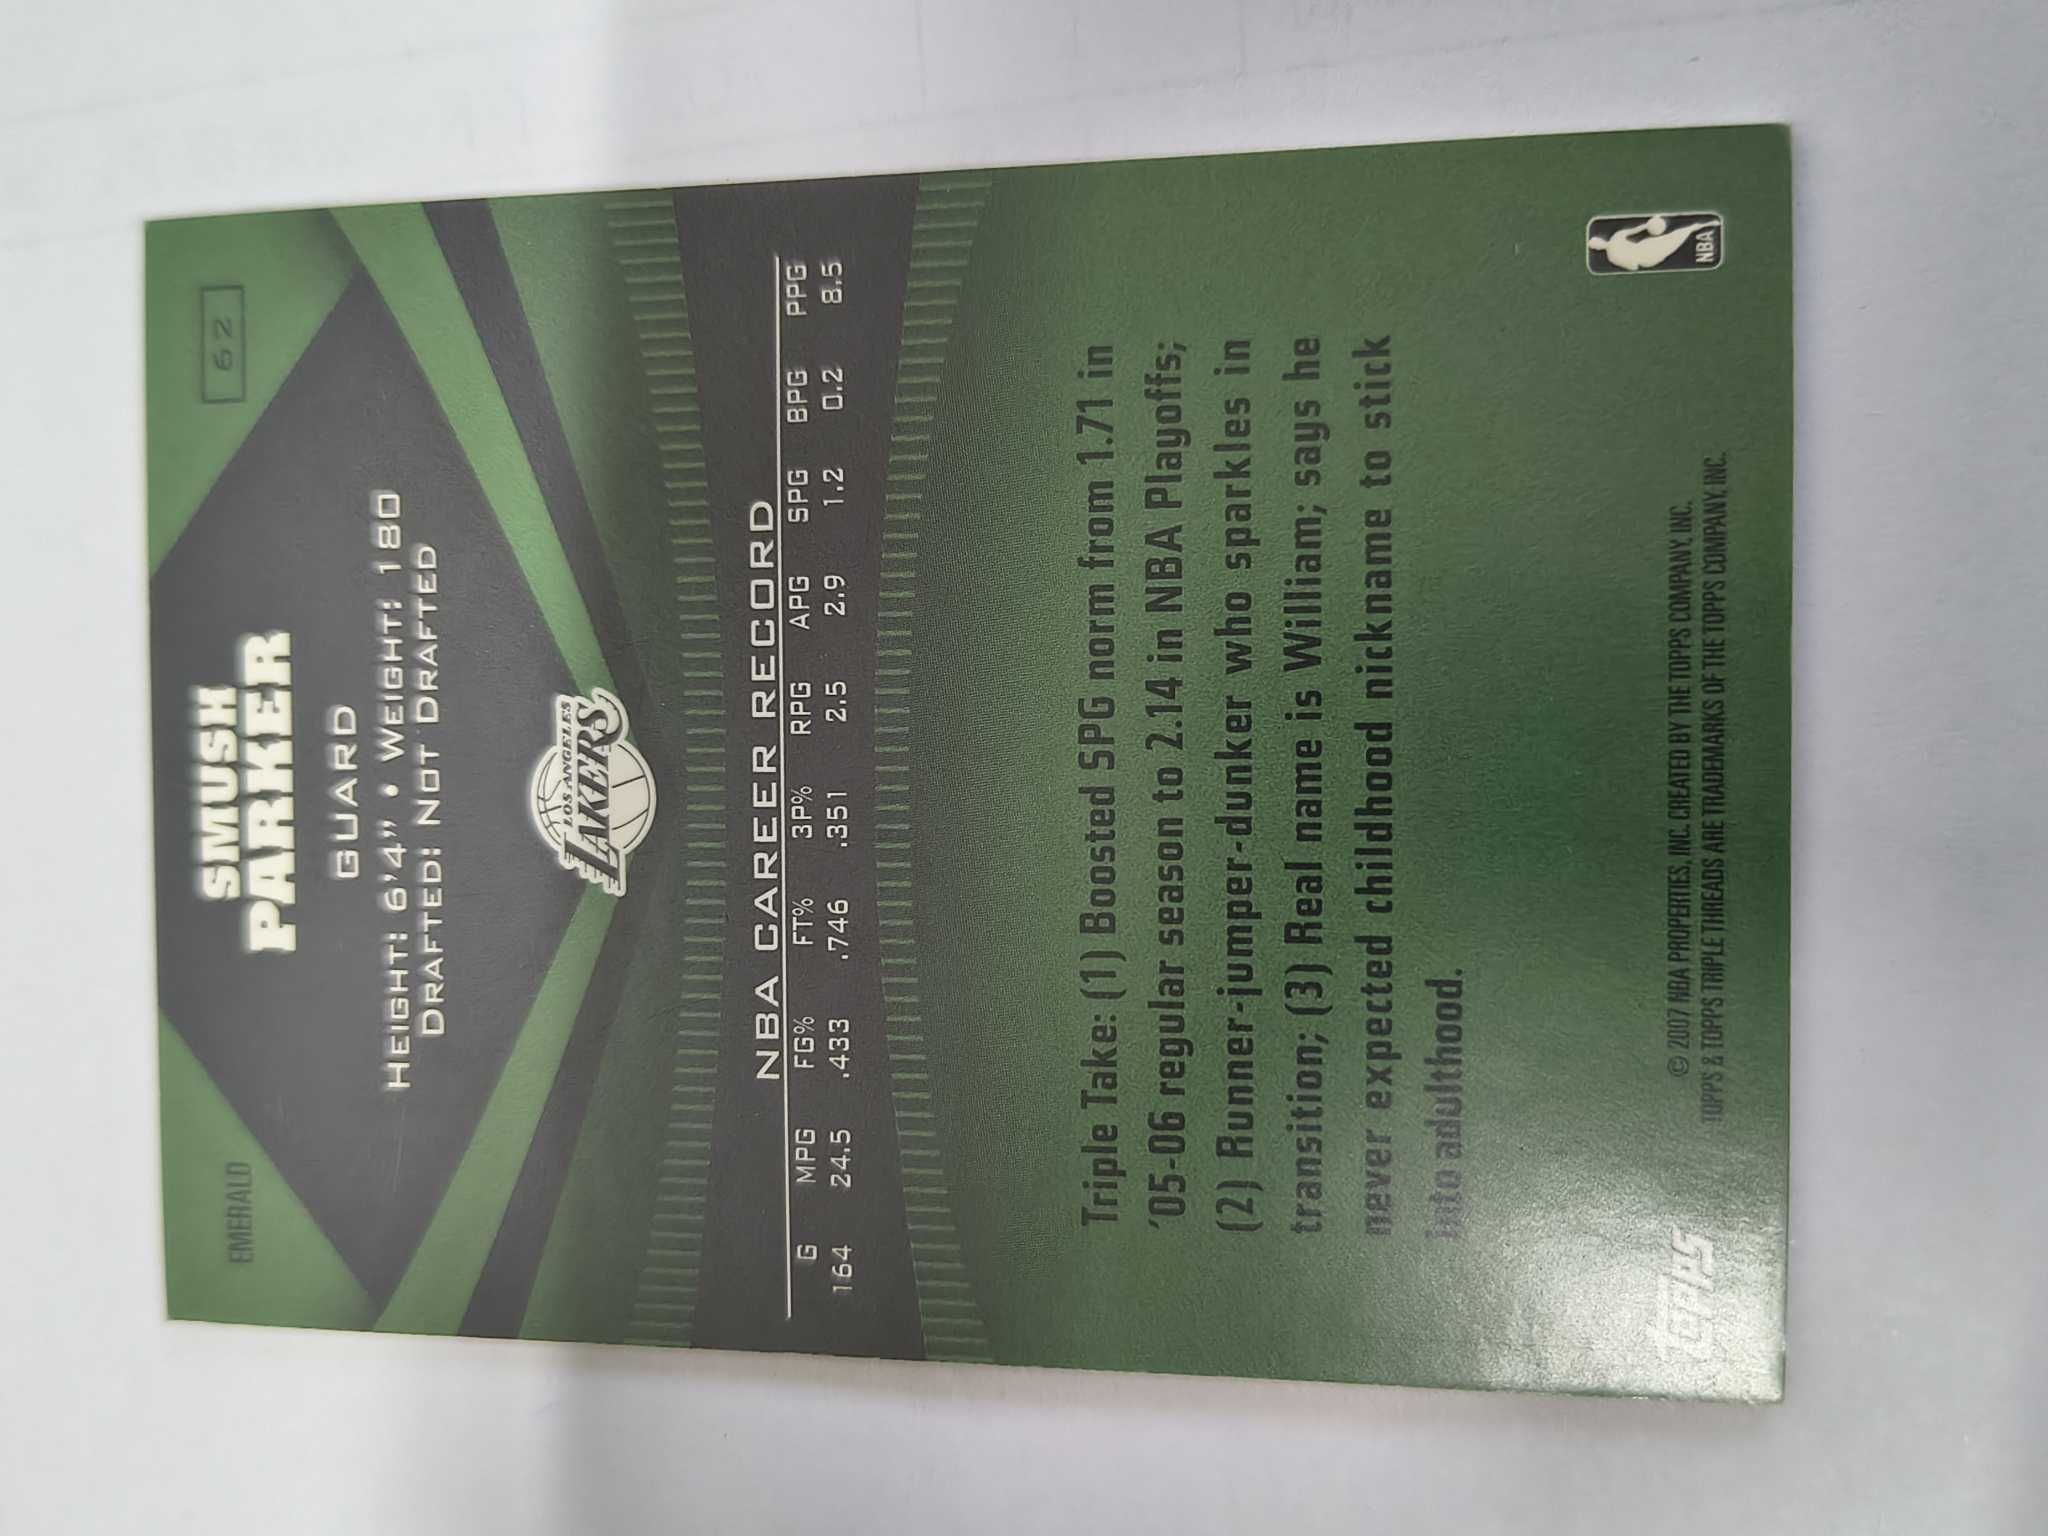 EMERALD
62
SMUSH
PARKER
GUARD
HEIGHT: 6'4" • WEIGHT: 180
DRAFTED: NOT DRAFTED
LOS ANGELES
LAKERS
NBA CAREER RECORD
G MPG FG% FT% 3P% RPG APG SPG BPG PPG
164 24.5 .433 .746 .351 2.5 2.9 1.2 0.2 8.5
Triple Take: (1) Boosted SPG norm from 1.71 in
'05-06 regular season to 2.14 in NBA Playoffs;
(2) Runner-jumper-dunker who sparkles in
transition; (3) Real name is William; says he
never expected childhood nickname to stick
into adulthood.
© 2007 NBA PROPERTIES, INC. CREATED BY THE TOPPS COMPANY, INC.
TOPPS & TOPPS TRIPLE THREADS ARE TRADEMARKS OF THE TOPPS COMPANY, INC.
TOPPS
NBA